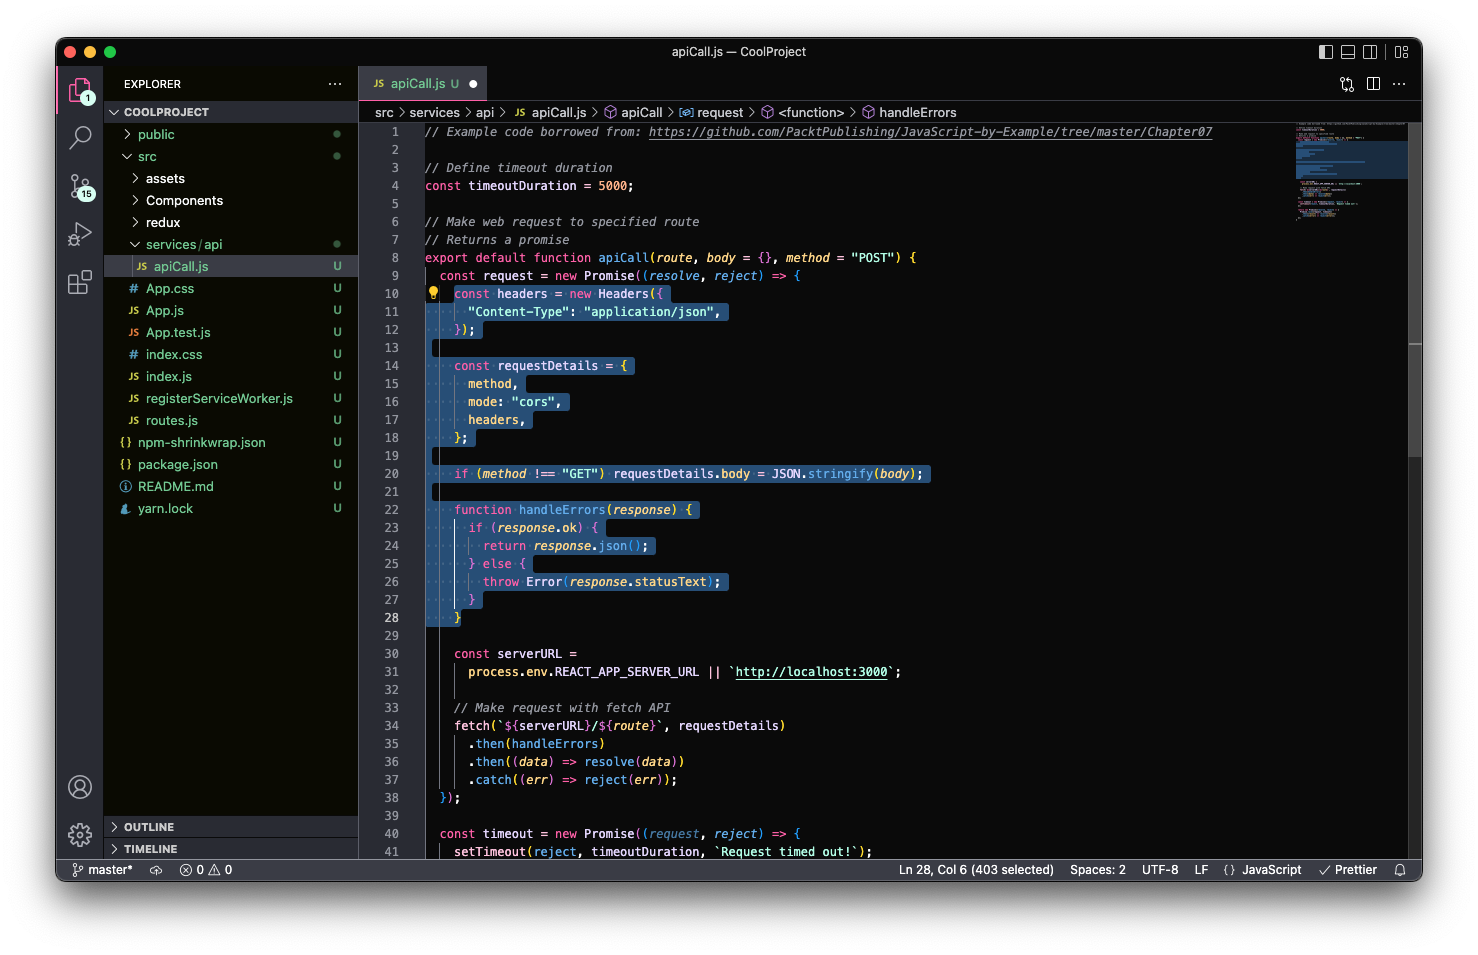 apiCall.js — CoolProject
EXPLORER
COOLPROJECT
public
src
assets
Components
redux
services/api
JS apiCall.js U
# App.css U
JS App.js U
JS App.test.js U
# index.css U
JS index.js U
JS registerServiceWorker.js U
JS routes.js U
{} npm-shrinkwrap.json U
{} package.json U
README.md U
yarn.lock U
OUTLINE
TIMELINE
1
15
JS apiCall.js U
src > services > api > JS apiCall.js > apiCall > request > <function> > handleErrors
1 // Example code borrowed from: https://github.com/PacktPublishing/JavaScript-by-Example/tree/master/Chapter07
2
3 // Define timeout duration
4 const timeoutDuration = 5000;
5
6 // Make web request to specified route
7 // Returns a promise
8 export default function apiCall(route, body = {}, method = "POST") {
9 const request = new Promise((resolve, reject) => {
10 const headers = new Headers({
11 "Content-Type": "application/json",
12 });
13
14 const requestDetails = {
15 method,
16 mode: "cors",
17 headers,
18 };
19
20 if (method !== "GET") requestDetails.body = JSON.stringify(body);
21
22 function handleErrors(response) {
23 if (response.ok) {
24 return response.json();
25 } else {
26 throw Error(response.statusText);
27 }
28 }
29
30 const serverURL =
31 process.env.REACT_APP_SERVER_URL || `http://localhost:3000`;
32
33 // Make request with fetch API
34 fetch(`${serverURL}/${route}`, requestDetails)
35 .then(handleErrors)
36 .then((data) => resolve(data))
37 .catch((err) => reject(err));
38 });
39
40 const timeout = new Promise((request, reject) => {
41 setTimeout(reject, timeoutDuration, `Request timed out!`);
master* 0 0 Ln 28, Col 6 (403 selected) Spaces: 2 UTF-8 LF {} JavaScript Prettier